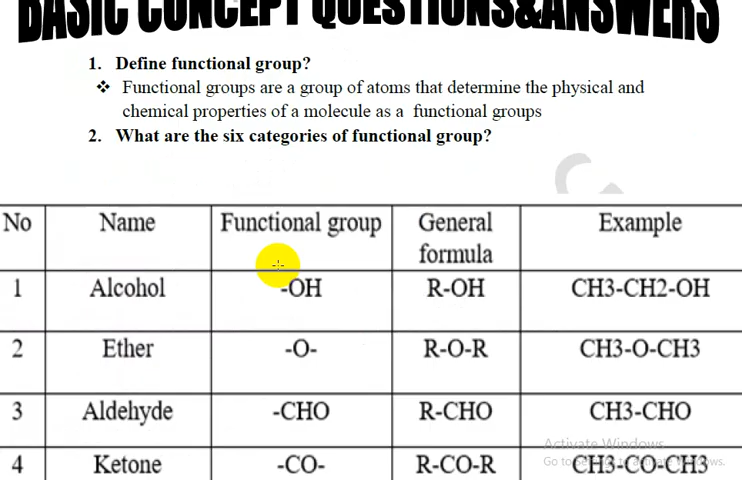 BASIC CONCEPT QUESTIONS&ANSWERS
1. Define functional group?
❖ Functional groups are a group of atoms that determine the physical and
chemical properties of a molecule as a functional groups
2. What are the six categories of functional group?
No Name Functional group General formula Example
1 Alcohol -OH R-OH CH3-CH2-OH
2 Ether -O- R-O-R CH3-O-CH3
3 Aldehyde -CHO R-CHO CH3-CHO
Activate Windows
4 Ketone -CO- R-CO-R CH3-CO-CH3